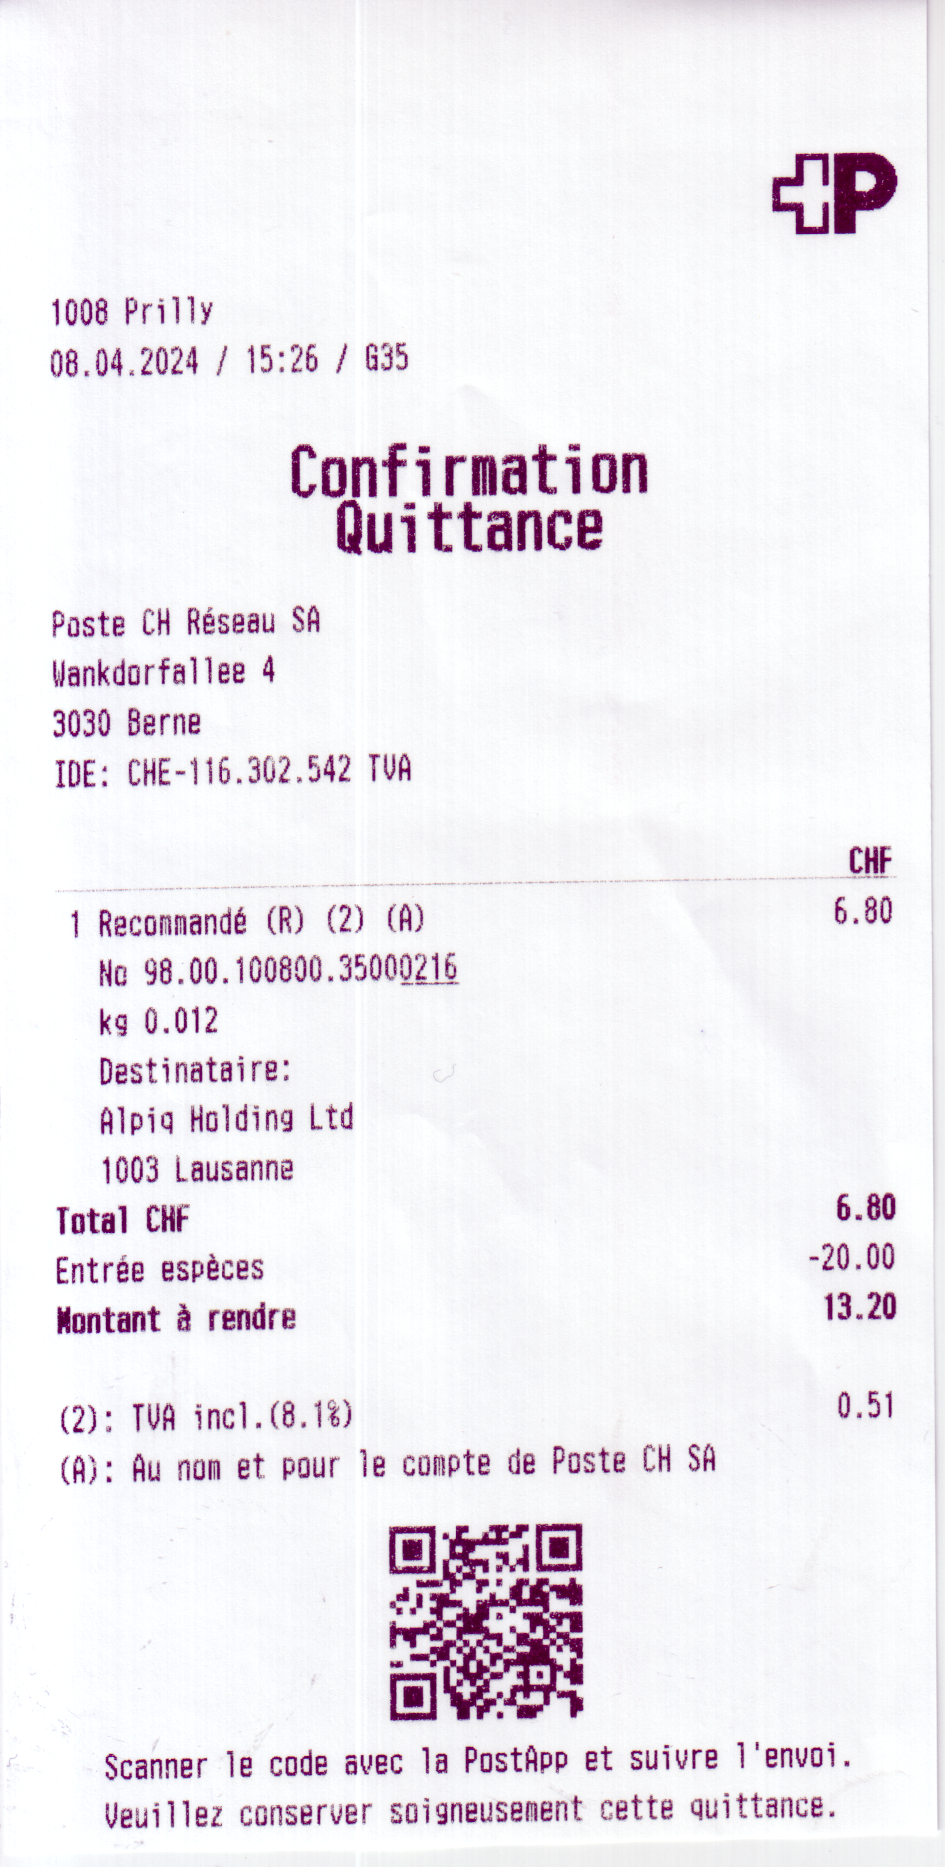 P
1008 Prilly
08.04.2024 / 15:26 / G35
Confirmation
Quittance
Poste CH Réseau SA
Wankdorfallee 4
3030 Berne
IDE: CHE-116.302.542 TVA
CHF
1 Recommandé (R) (2) (A) 6.80
No 98.00.100800.35000216
kg 0.012
Destinataire:
Alpiq Holding Ltd
1003 Lausanne
Total CHF 6.80
Entrée espèces -20.00
Montant à rendre 13.20
(2): TVA incl.(8.1%) 0.51
(A): Au nom et pour le compte de Poste CH SA
Scanner le code avec la PostApp et suivre l'envoi.
Veuillez conserver soigneusement cette quittance.